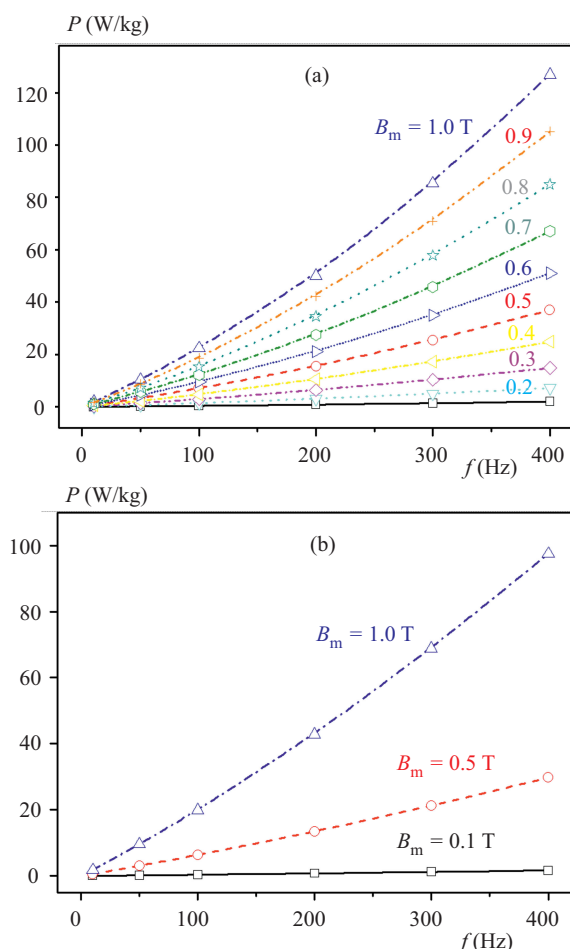 P (W/kg)
(a)
120
B_m = 1.0 T
100
0.9
80
0.8
0.7
60
0.6
40
0.5
0.4
20
0.3
0.2
0
0 100 200 300 400
f (Hz)
P (W/kg)
100
(b)
80
B_m = 1.0 T
60
40
B_m = 0.5 T
20
B_m = 0.1 T
0
0 100 200 300 400
f (Hz)